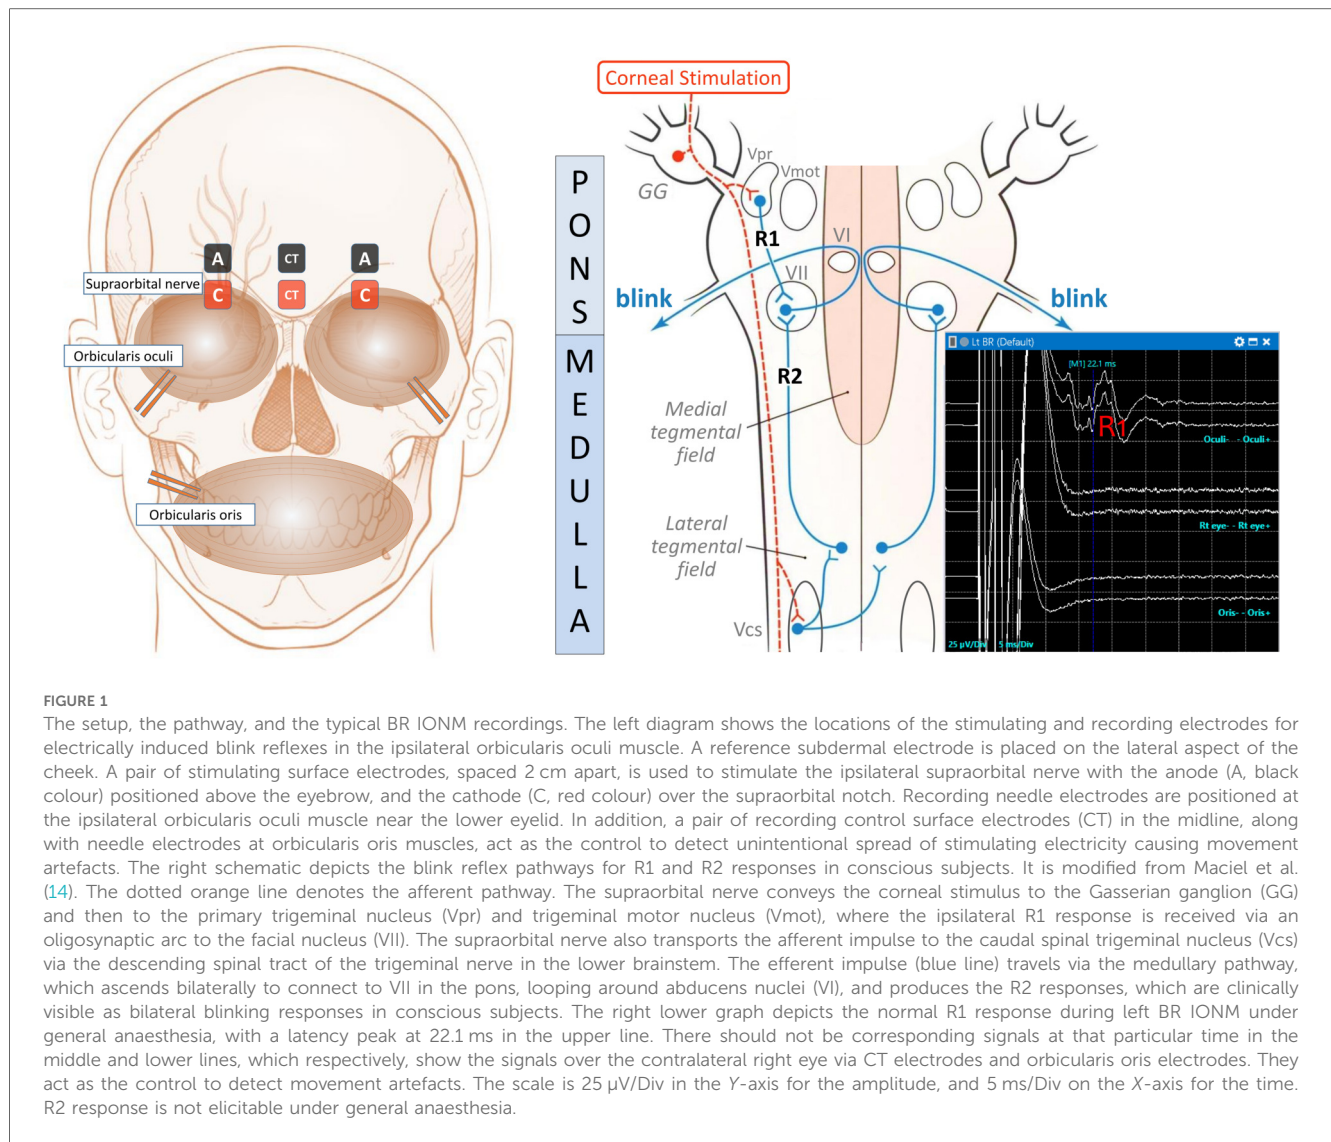 Corneal Stimulation
Vpr
Vmot
GG
P
O
N
S
M
E
D
U
L
L
A
A
CT
A
C
CT
C
Supraorbital nerve
Orbicularis oculi
Orbicularis oris
R1
VI
VII
blink
blink
R2
Medial
tegmental
field
Lateral
tegmental
field
Vcs
Lt BR (Default)
[M1] 22.1 ms
R1
Oculi- - Oculi+
Rt eye- - Rt eye+
Oris- - Oris+
25 µV/Div 5 ms/Div
FIGURE 1
The setup, the pathway, and the typical BR IONM recordings. The left diagram shows the locations of the stimulating and recording electrodes for
electrically induced blink reflexes in the ipsilateral orbicularis oculi muscle. A reference subdermal electrode is placed on the lateral aspect of the
cheek. A pair of stimulating surface electrodes, spaced 2 cm apart, is used to stimulate the ipsilateral supraorbital nerve with the anode (A, black
colour) positioned above the eyebrow, and the cathode (C, red colour) over the supraorbital notch. Recording needle electrodes are positioned at
the ipsilateral orbicularis oculi muscle near the lower eyelid. In addition, a pair of recording control surface electrodes (CT) in the midline, along
with needle electrodes at orbicularis oris muscles, act as the control to detect unintentional spread of stimulating electricity causing movement
artefacts. The right schematic depicts the blink reflex pathways for R1 and R2 responses in conscious subjects. It is modified from Maciel et al.
(14). The dotted orange line denotes the afferent pathway. The supraorbital nerve conveys the corneal stimulus to the Gasserian ganglion (GG)
and then to the primary trigeminal nucleus (Vpr) and trigeminal motor nucleus (Vmot), where the ipsilateral R1 response is received via an
oligosynaptic arc to the facial nucleus (VII). The supraorbital nerve also transports the afferent impulse to the caudal spinal trigeminal nucleus (Vcs)
via the descending spinal tract of the trigeminal nerve in the lower brainstem. The efferent impulse (blue line) travels via the medullary pathway,
which ascends bilaterally to connect to VII in the pons, looping around abducens nuclei (VI), and produces the R2 responses, which are clinically
visible as bilateral blinking responses in conscious subjects. The right lower graph depicts the normal R1 response during left BR IONM under
general anaesthesia, with a latency peak at 22.1 ms in the upper line. There should not be corresponding signals at that particular time in the
middle and lower lines, which respectively, show the signals over the contralateral right eye via CT electrodes and orbicularis oris electrodes. They
act as the control to detect movement artefacts. The scale is 25 µV/Div in the Y-axis for the amplitude, and 5 ms/Div on the X-axis for the time.
R2 response is not elicitable under general anaesthesia.